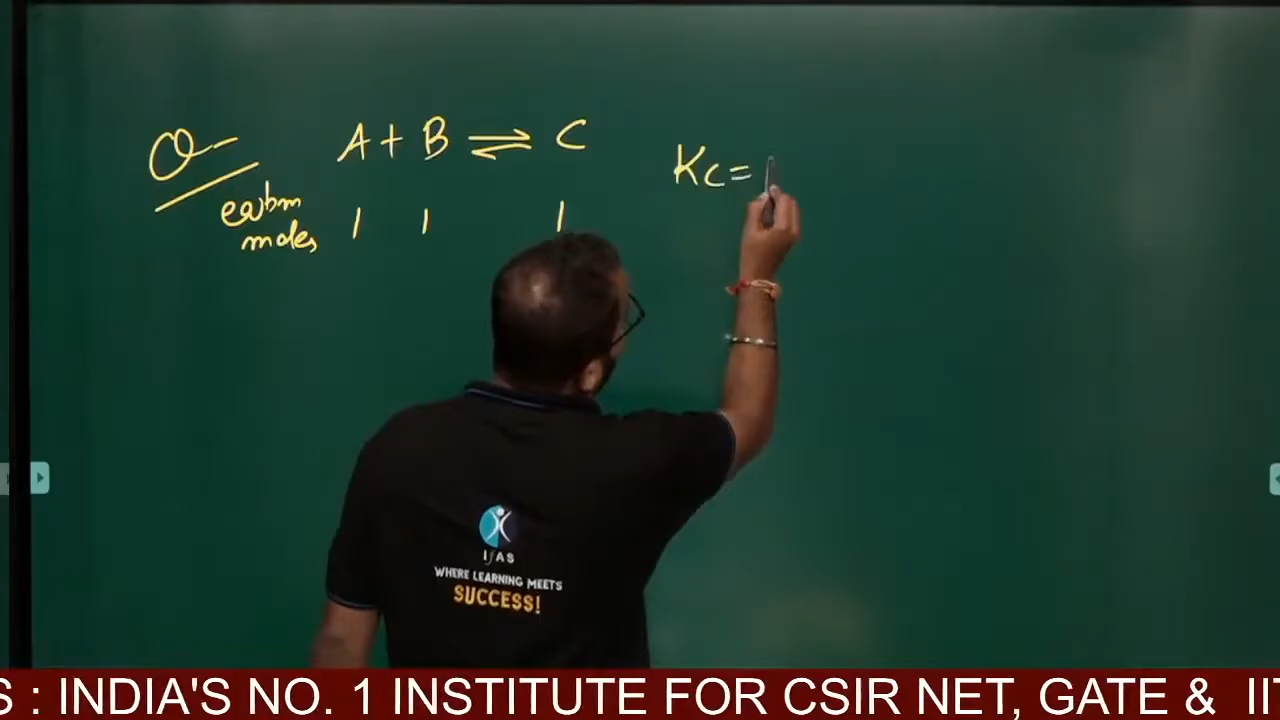 Q A + B ⇌ C
eqbm 1 1 1
moles
Kc =
IFAS
WHERE LEARNING MEETS
SUCCESS!
S : INDIA'S NO. 1 INSTITUTE FOR CSIR NET, GATE & IIT